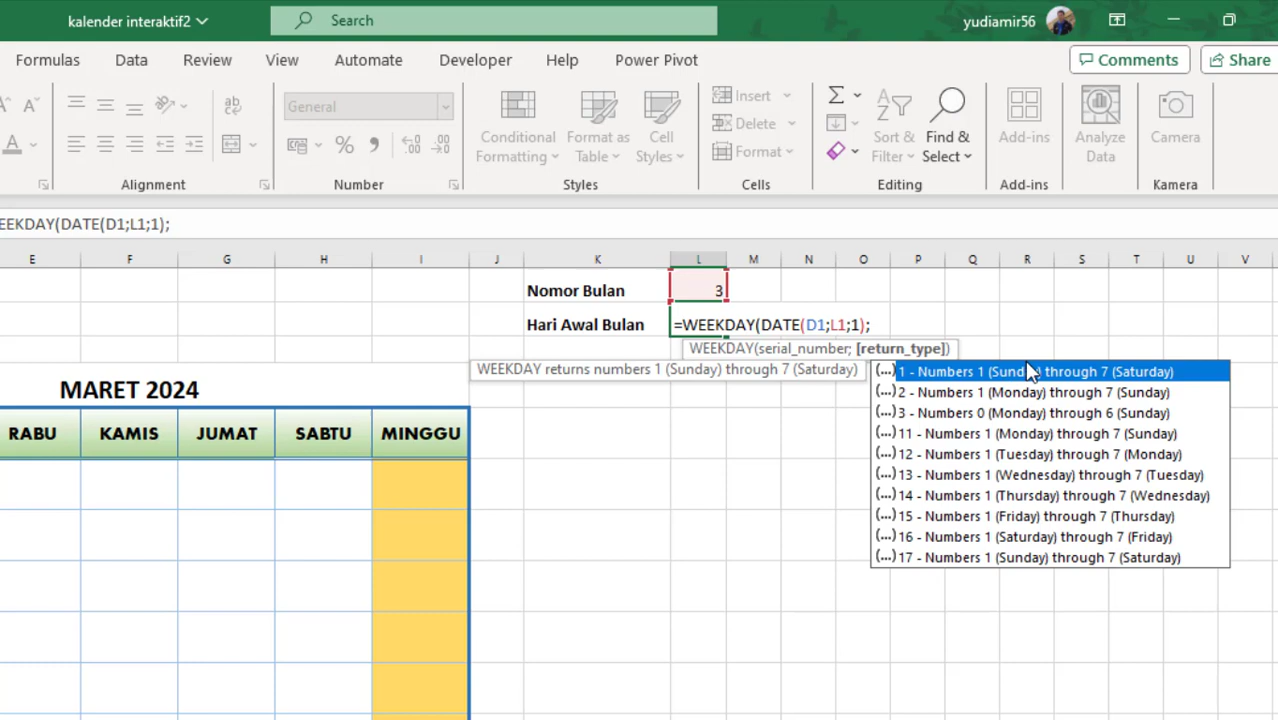 kalender interaktif2
Search
yudiamir56
Formulas Data Review View Automate Developer Help Power Pivot
Comments Share
General
Conditional Formatting
Format as Table
Cell Styles
Insert
Delete
Format
Sort & Filter
Find & Select
Add-ins
Analyze Data
Camera
Alignment Number Styles Cells Editing Add-ins Kamera
EEKDAY(DATE(D1;L1;1);
E F G H I J K L M N O P Q R S T U V
Nomor Bulan 3
Hari Awal Bulan =WEEKDAY(DATE(D1;L1;1);
WEEKDAY(serial_number; [return_type])
WEEKDAY returns numbers 1 (Sunday) through 7 (Saturday)
(...) 1 - Numbers 1 (Sunday) through 7 (Saturday)
(...) 2 - Numbers 1 (Monday) through 7 (Sunday)
(...) 3 - Numbers 0 (Monday) through 6 (Sunday)
(...) 11 - Numbers 1 (Monday) through 7 (Sunday)
(...) 12 - Numbers 1 (Tuesday) through 7 (Monday)
(...) 13 - Numbers 1 (Wednesday) through 7 (Tuesday)
(...) 14 - Numbers 1 (Thursday) through 7 (Wednesday)
(...) 15 - Numbers 1 (Friday) through 7 (Thursday)
(...) 16 - Numbers 1 (Saturday) through 7 (Friday)
(...) 17 - Numbers 1 (Sunday) through 7 (Saturday)
MARET 2024
RABU KAMIS JUMAT SABTU MINGGU